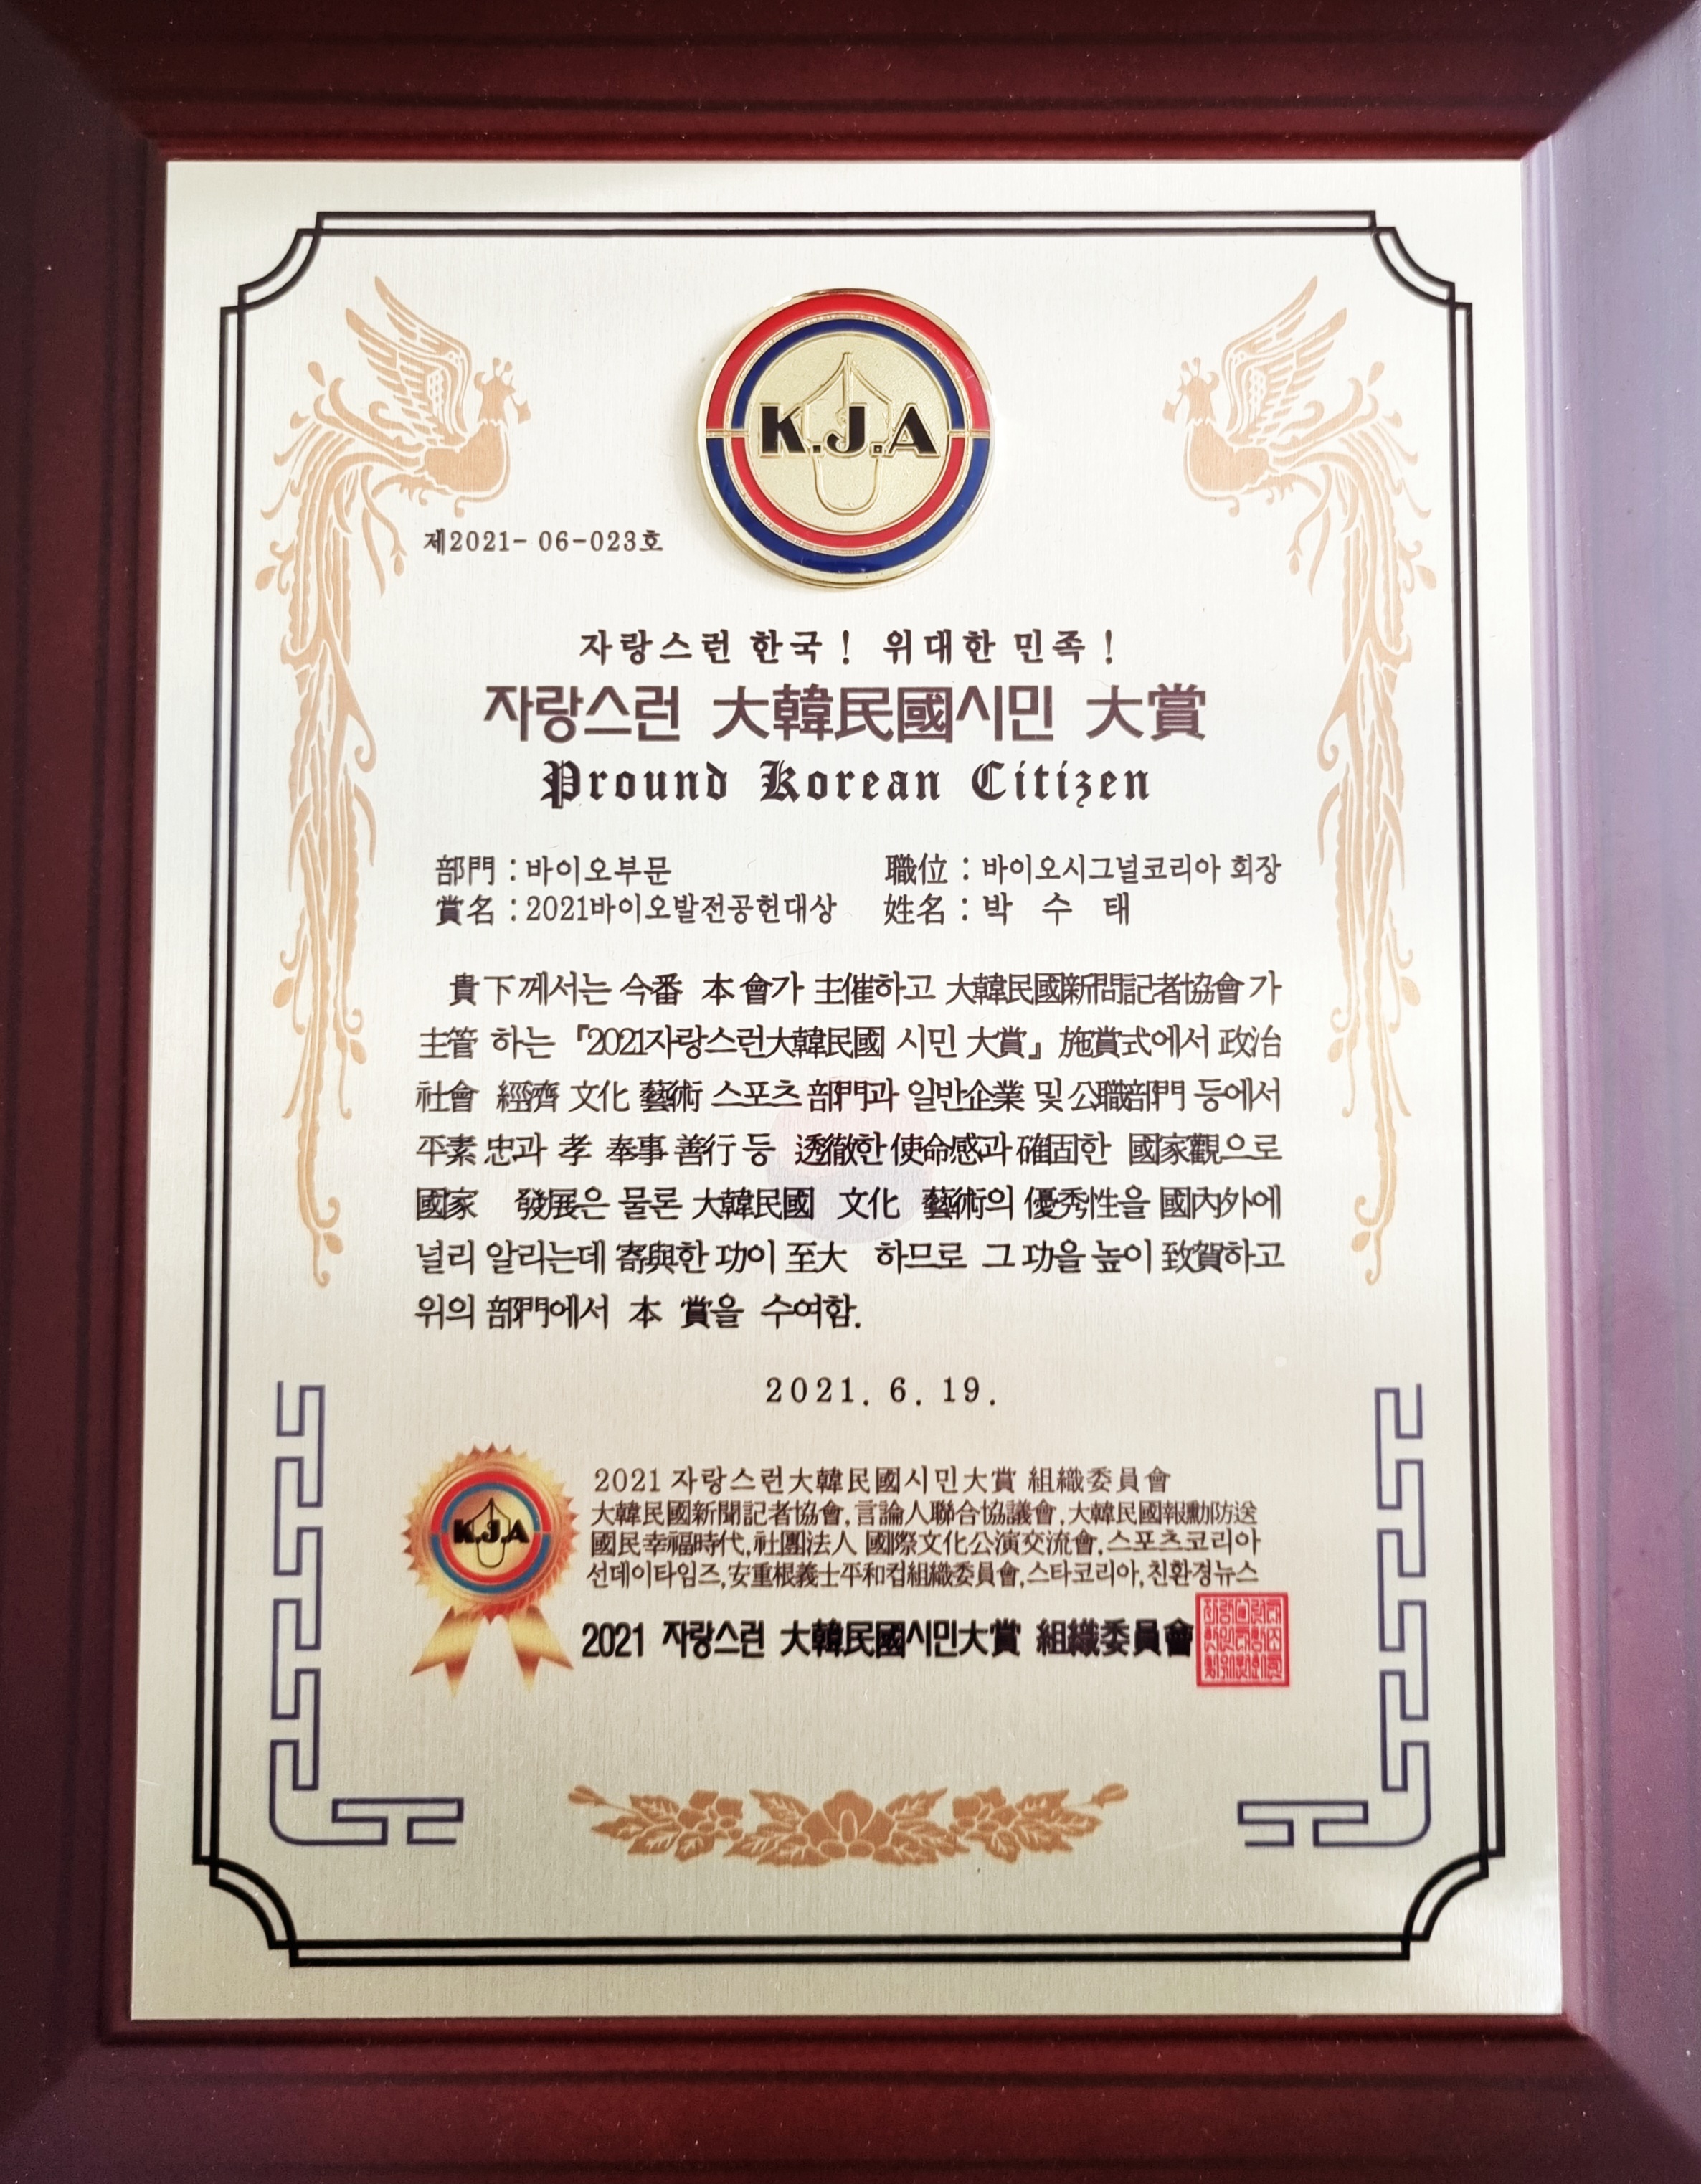 K.J.A
제2021- 06-023호
자랑스런 한국! 위대한 민족!
자랑스런 大韓民國시민 大賞
Pround Korean Citizen
部門 : 바이오부문 職位 : 바이오시그널코리아 회장
賞名 : 2021바이오발전공헌대상 姓名 : 박 수 태
貴下께서는 今番 本會가 主催하고 大韓民國新問記者協會가
主管 하는 『2021자랑스런大韓民國 시민 大賞』 施賞式에서 政治
社會 經濟 文化 藝術 스포츠 部門과 일반企業 및 公職部門 등에서
平素 忠과 孝 奉事 善行 등 透徹한 使命感과 確固한 國家觀으로
國家 發展은 물론 大韓民國 文化 藝術의 優秀性을 國內外에
널리 알리는데 寄與한 功이 至大 하므로 그 功을 높이 致賀하고
위의 部門에서 本 賞을 수여함.
2021. 6. 19.
K.J.A
2021 자랑스런大韓民國시민大賞 組織委員會
大韓民國新聞記者協會, 言論人聯合協議會, 大韓民國報勳防送
國民幸福時代, 社團法人 國際文化公演交流會, 스포츠코리아
선데이타임즈, 安重根義士平和컵組織委員會, 스타코리아, 친환경뉴스
2021 자랑스런 大韓民國시민大賞 組織委員會